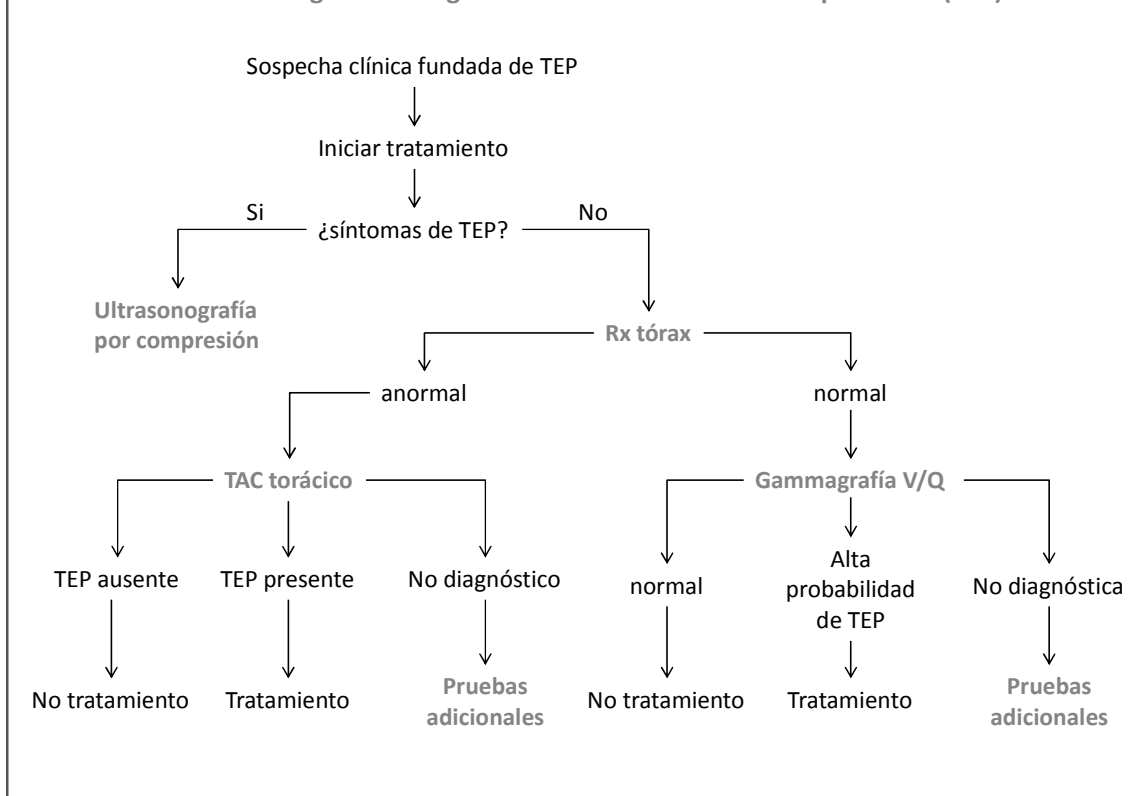 Sospecha clínica fundada de TEP
Iniciar tratamiento
Si
¿síntomas de TEP?
No
Ultrasonografía
por compresión
Rx tórax
anormal
normal
TAC torácico
Gammagrafía V/Q
TEP ausente
TEP presente
No diagnóstico
normal
Alta
probabilidad
de TEP
No diagnóstica
No tratamiento
Tratamiento
Pruebas
adicionales
No tratamiento
Tratamiento
Pruebas
adicionales